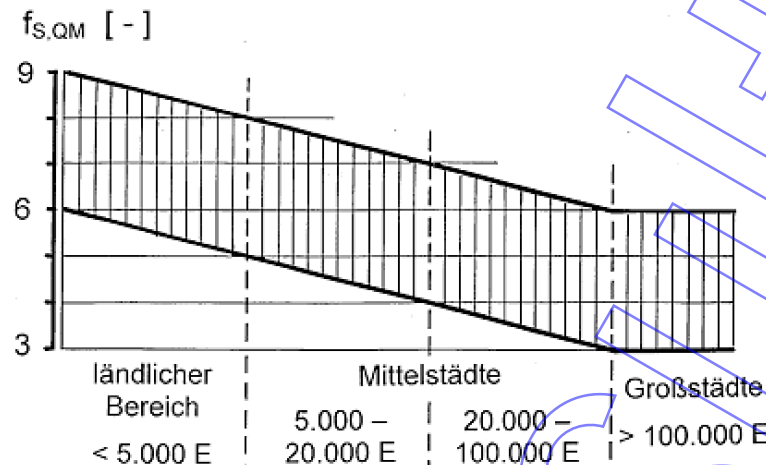 fS,QM [ - ]
9
6
3
ländlicher
Bereich
< 5.000 E
Mittelstädte
5.000 –
20.000 E
20.000 –
100.000 E
Großstädte
> 100.000 E